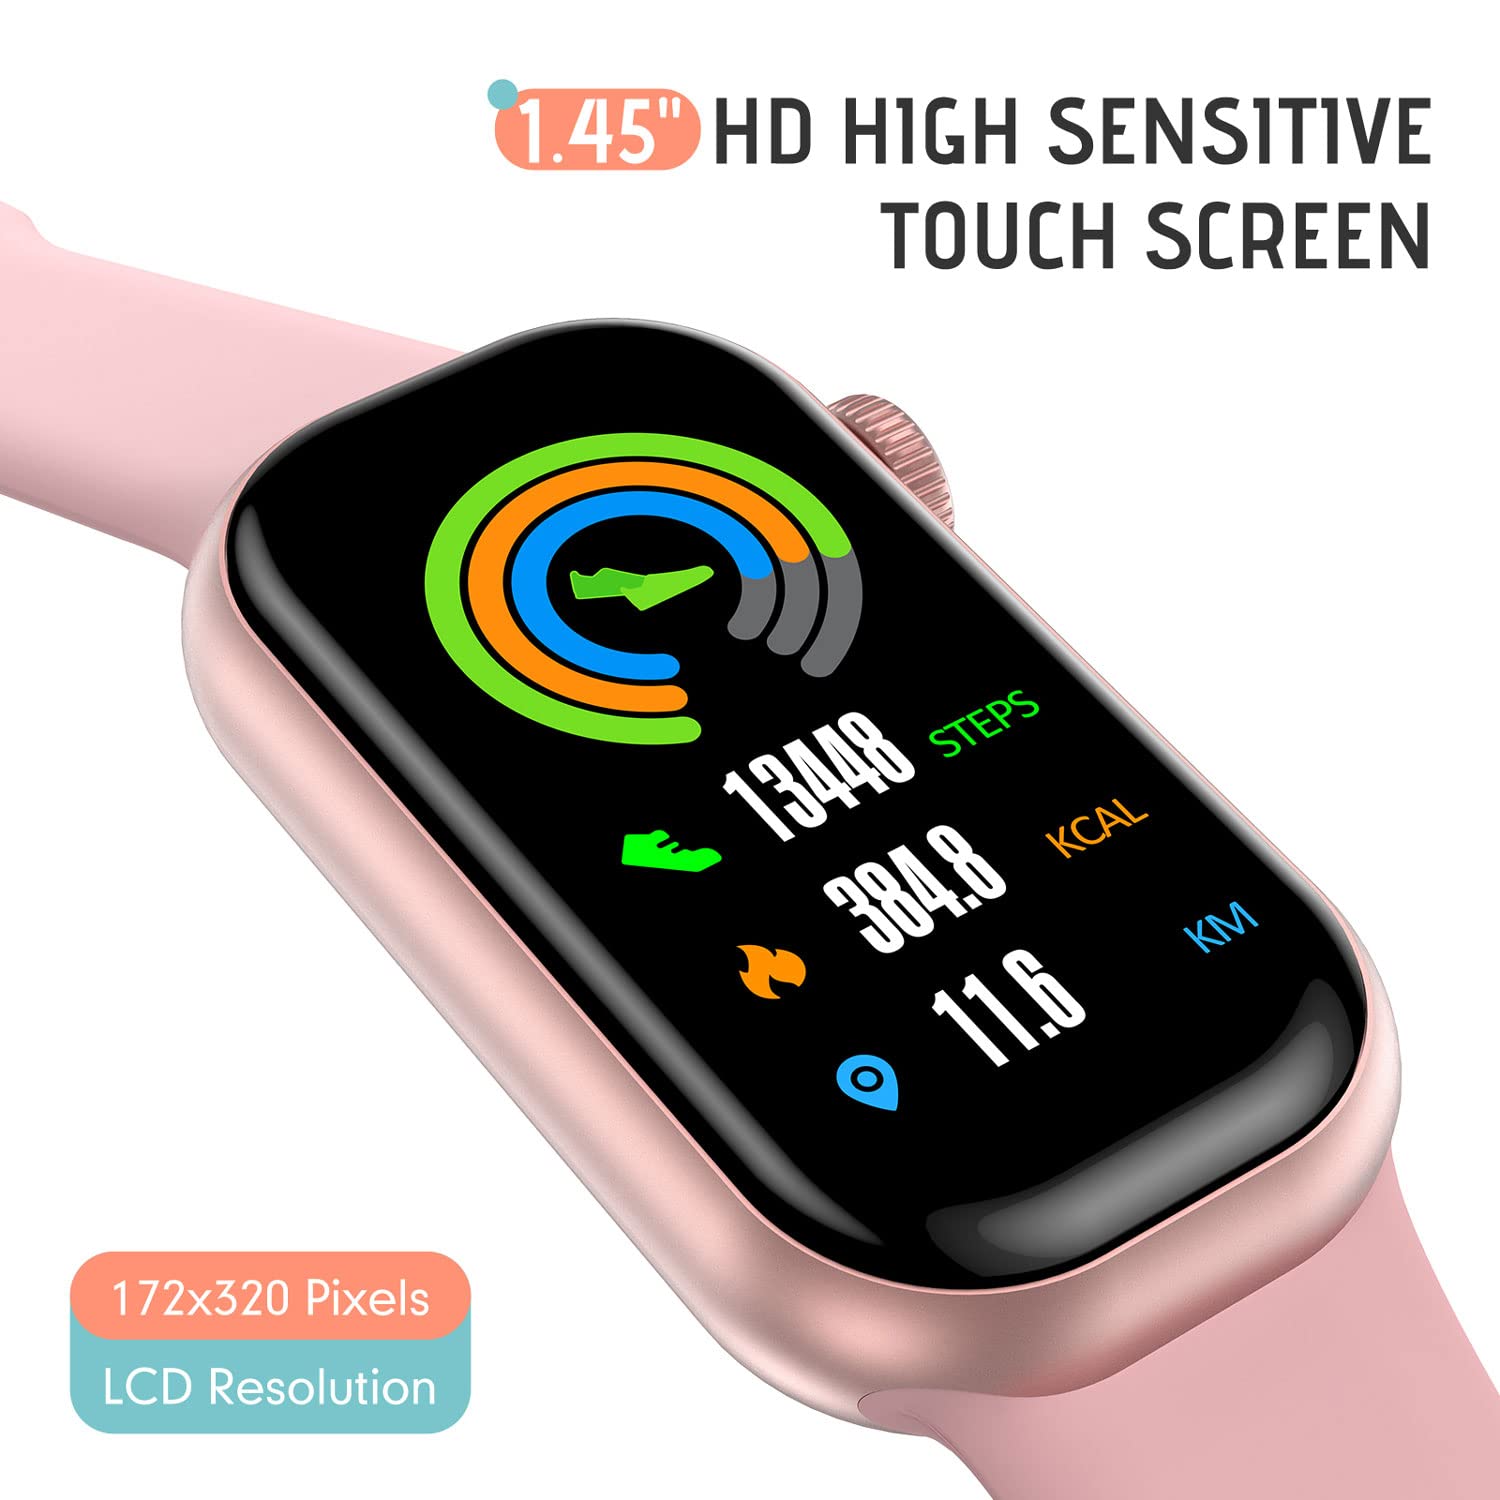 1.45" HD HIGH SENSITIVE
TOUCH SCREEN
13448 STEPS
384.8 KCAL
11.6 KM
172x320 Pixels
LCD Resolution